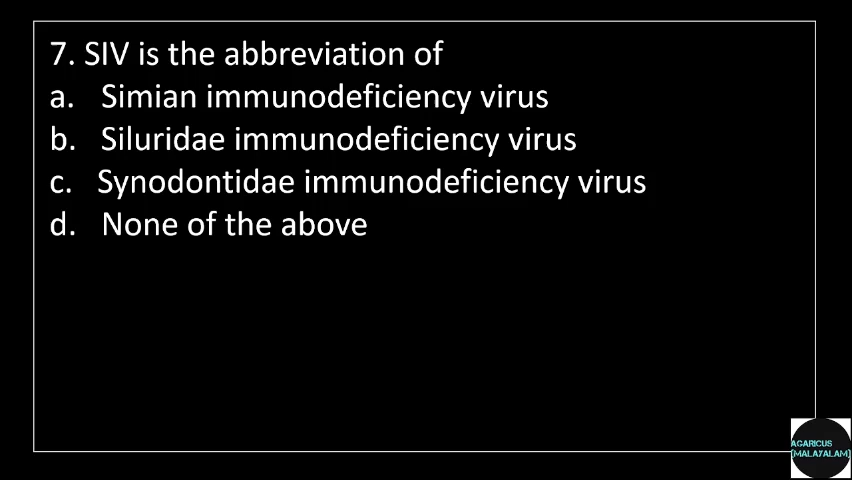 7. SIV is the abbreviation of
a. Simian immunodeficiency virus
b. Siluridae immunodeficiency virus
c. Synodontidae immunodeficiency virus
d. None of the above
AGARICUS
[MALAYALAM]